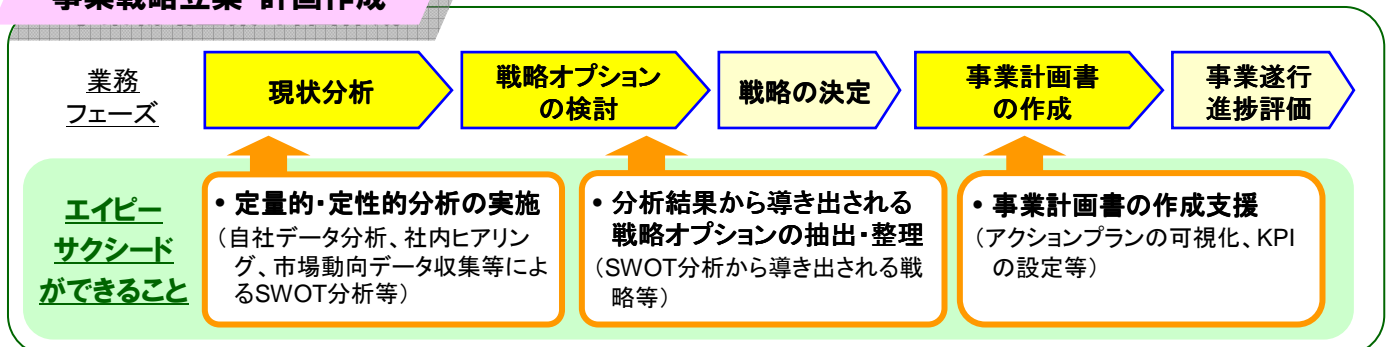 事業戦略立案・計画作成
業務
フェーズ
現状分析
戦略オプション
の検討
戦略の決定
事業計画書
の作成
事業遂行
進捗評価
エイピー
サクシード
ができること
• 定量的・定性的分析の実施
（自社データ分析、社内ヒアリン
グ、市場動向データ収集等によ
るSWOT分析等）
• 分析結果から導き出される
戦略オプションの抽出・整理
（SWOT分析から導き出される戦
略等）
• 事業計画書の作成支援
（アクションプランの可視化、KPI
の設定等）